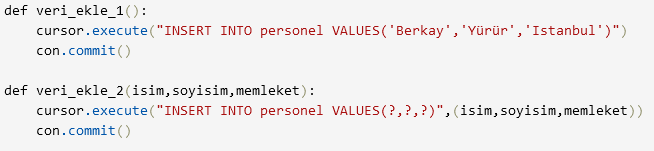 def veri_ekle_1():
    cursor.execute("INSERT INTO personel VALUES('Berkay','Yürür','Istanbul')")
    con.commit()

def veri_ekle_2(isim,soyisim,memleket):
    cursor.execute("INSERT INTO personel VALUES(?,?,?)",(isim,soyisim,memleket))
    con.commit()